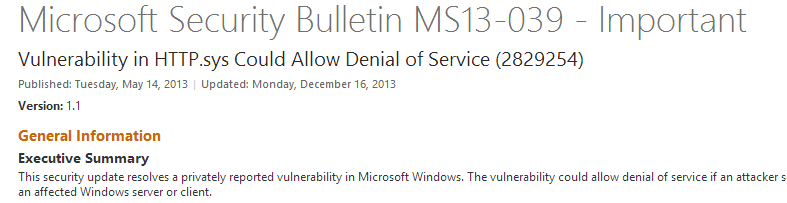 Microsoft Security Bulletin MS13-039 - Important
Vulnerability in HTTP.sys Could Allow Denial of Service (2829254)
Published: Tuesday, May 14, 2013 | Updated: Monday, December 16, 2013
Version: 1.1
General Information
Executive Summary
This security update resolves a privately reported vulnerability in Microsoft Windows. The vulnerability could allow denial of service if an attacker s
an affected Windows server or client.